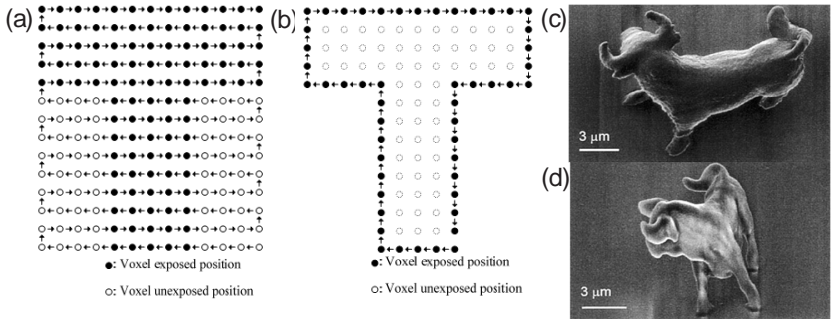 (a)
(b)
(c)
3 μm
(d)
3 μm
●: Voxel exposed position
○: Voxel unexposed position
●: Voxel exposed position
○: Voxel unexposed position